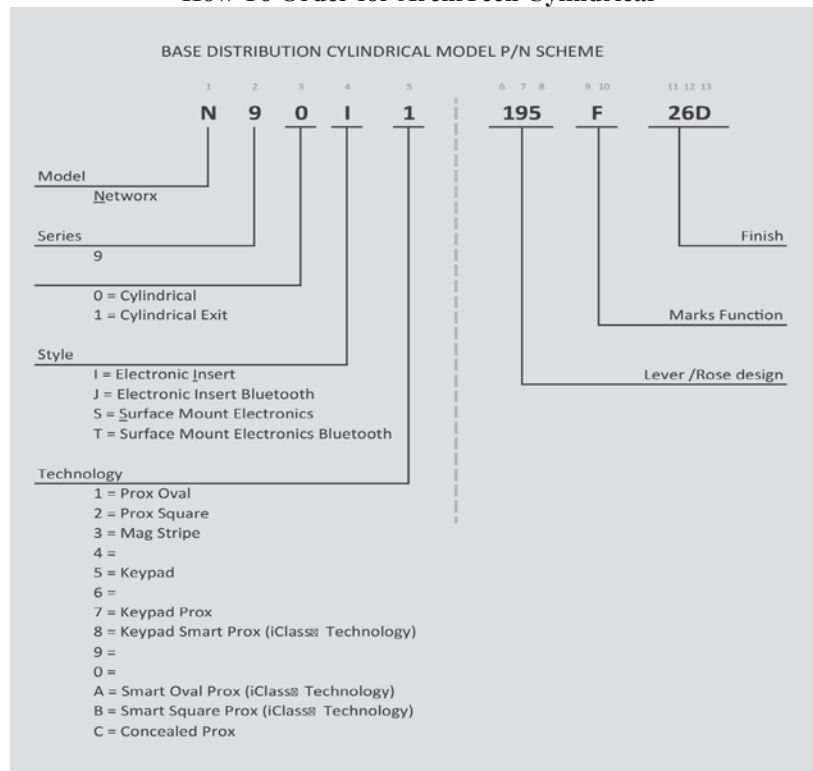 How To Order for ArchiTech Cylindrical
BASE DISTRIBUTION CYLINDRICAL MODEL P/N SCHEME
1 2 3 4 5 6 7 8 9 10 11 12 13
N 9 0 I 1 195 F 26D
Model
Networx
Series
9
Finish
0 = Cylindrical
1 = Cylindrical Exit
Marks Function
Style
I = Electronic Insert
Lever /Rose design
J = Electronic Insert Bluetooth
S = Surface Mount Electronics
T = Surface Mount Electronics Bluetooth
Technology
1 = Prox Oval
2 = Prox Square
3 = Mag Stripe
4 =
5 = Keypad
6 =
7 = Keypad Prox
8 = Keypad Smart Prox (iClass Technology)
9 =
0 =
A = Smart Oval Prox (iClass Technology)
B = Smart Square Prox (iClass Technology)
C = Concealed Prox